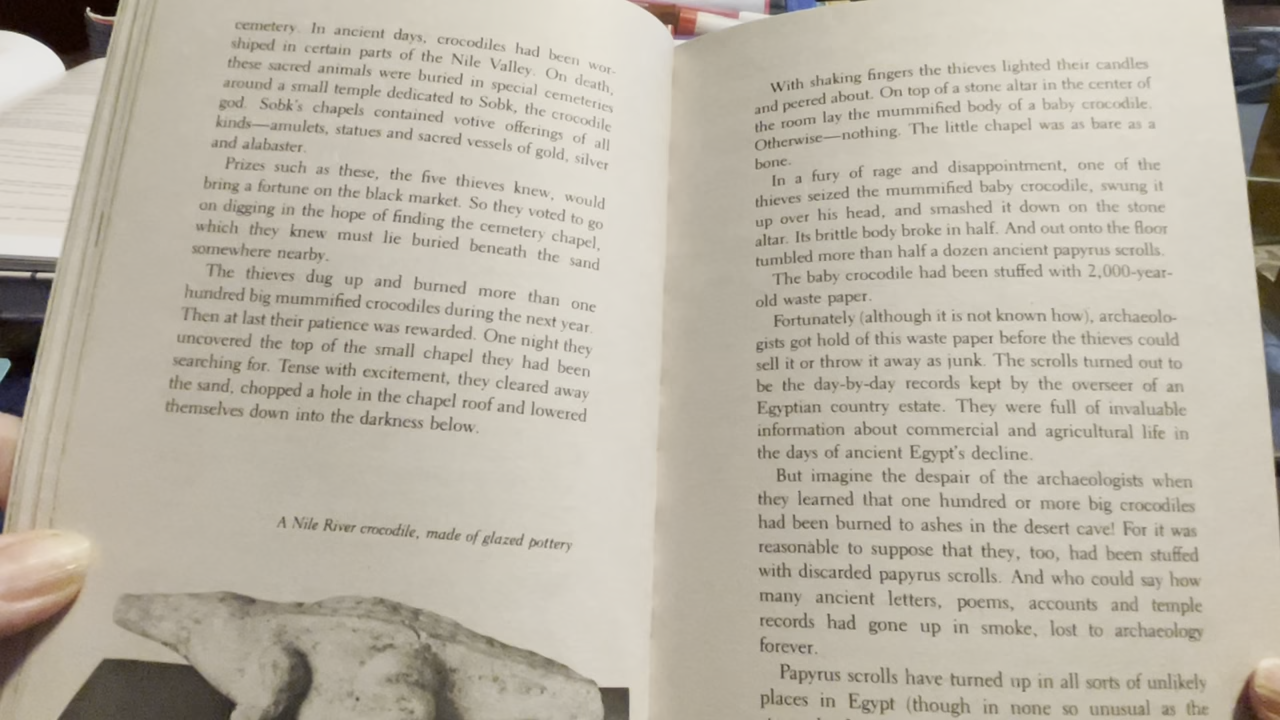 cemetery. In ancient days, crocodiles had been wor-
shiped in certain parts of the Nile Valley. On death,
these sacred animals were buried in special cemeteries
around a small temple dedicated to Sobk, the crocodile
god. Sobk's chapels contained votive offerings of all
kinds—amulets, statues and sacred vessels of gold, silver
and alabaster.
Prizes such as these, the five thieves knew, would
bring a fortune on the black market. So they voted to go
on digging in the hope of finding the cemetery chapel,
which they knew must lie buried beneath the sand
somewhere nearby.
The thieves dug up and burned more than one
hundred big mummified crocodiles during the next year.
Then at last their patience was rewarded. One night they
uncovered the top of the small chapel they had been
searching for. Tense with excitement, they cleared away
the sand, chopped a hole in the chapel roof and lowered
themselves down into the darkness below.
A Nile River crocodile, made of glazed pottery
With shaking fingers the thieves lighted their candles
and peered about. On top of a stone altar in the center of
the room lay the mummified body of a baby crocodile.
Otherwise—nothing. The little chapel was as bare as a
bone.
In a fury of rage and disappointment, one of the
thieves seized the mummified baby crocodile, swung it
up over his head, and smashed it down on the stone
altar. Its brittle body broke in half. And out onto the floor
tumbled more than half a dozen ancient papyrus scrolls.
The baby crocodile had been stuffed with 2,000-year-
old waste paper.
Fortunately (although it is not known how), archaeolo-
gists got hold of this waste paper before the thieves could
sell it or throw it away as junk. The scrolls turned out to
be the day-by-day records kept by the overseer of an
Egyptian country estate. They were full of invaluable
information about commercial and agricultural life in
the days of ancient Egypt's decline.
But imagine the despair of the archaeologists when
they learned that one hundred or more big crocodiles
had been burned to ashes in the desert cave! For it was
reasonable to suppose that they, too, had been stuffed
with discarded papyrus scrolls. And who could say how
many ancient letters, poems, accounts and temple
records had gone up in smoke, lost to archaeology
forever.
Papyrus scrolls have turned up in all sorts of unlikely
places in Egypt (though in none so unusual as the